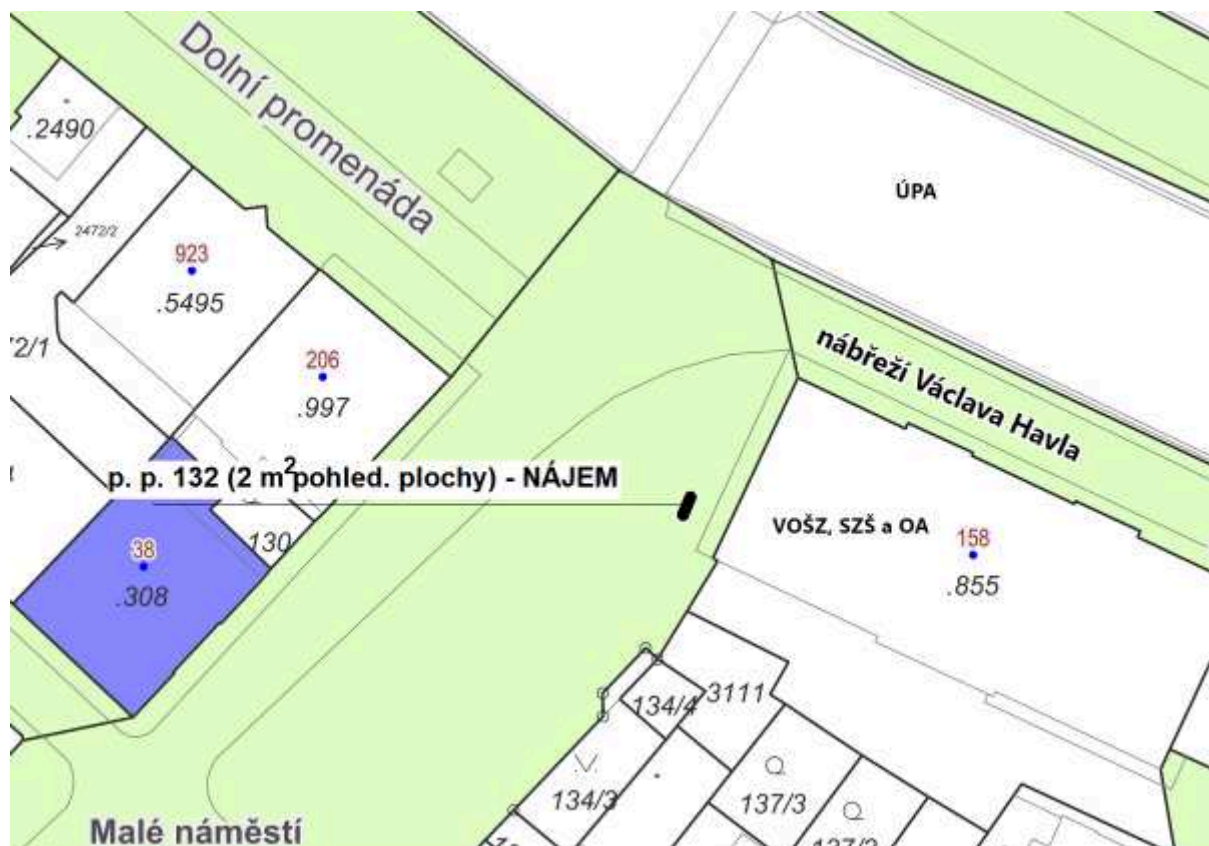 Dolní promenáda
.2490
ÚPA
2472/2
923
.5495
nábřeží Václava Havla
2/1
206
.997
p. p. 132 (2 m² pohled. plochy) - NÁJEM
VOŠZ, SZŠ a OA
158
130
38
.855
.308
134/4
3111
134/3
137/3
Malé náměstí